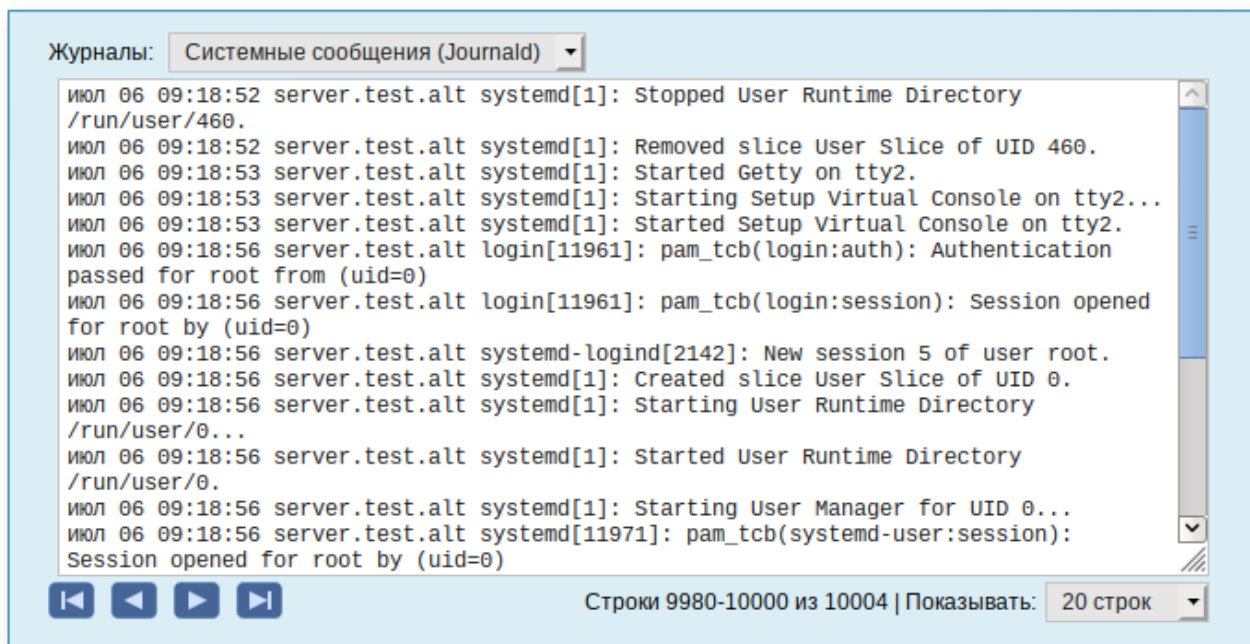 Журналы: Системные сообщения (Journald)
июл 06 09:18:52 server.test.alt systemd[1]: Stopped User Runtime Directory
/run/user/460.
июл 06 09:18:52 server.test.alt systemd[1]: Removed slice User Slice of UID 460.
июл 06 09:18:53 server.test.alt systemd[1]: Started Getty on tty2.
июл 06 09:18:53 server.test.alt systemd[1]: Starting Setup Virtual Console on tty2...
июл 06 09:18:53 server.test.alt systemd[1]: Started Setup Virtual Console on tty2.
июл 06 09:18:56 server.test.alt login[11961]: pam_tcb(login:auth): Authentication
passed for root from (uid=0)
июл 06 09:18:56 server.test.alt login[11961]: pam_tcb(login:session): Session opened
for root by (uid=0)
июл 06 09:18:56 server.test.alt systemd-logind[2142]: New session 5 of user root.
июл 06 09:18:56 server.test.alt systemd[1]: Created slice User Slice of UID 0.
июл 06 09:18:56 server.test.alt systemd[1]: Starting User Runtime Directory
/run/user/0...
июл 06 09:18:56 server.test.alt systemd[1]: Started User Runtime Directory
/run/user/0.
июл 06 09:18:56 server.test.alt systemd[1]: Starting User Manager for UID 0...
июл 06 09:18:56 server.test.alt systemd[11971]: pam_tcb(systemd-user:session):
Session opened for root by (uid=0)
Строки 9980-10000 из 10004 | Показывать: 20 строк